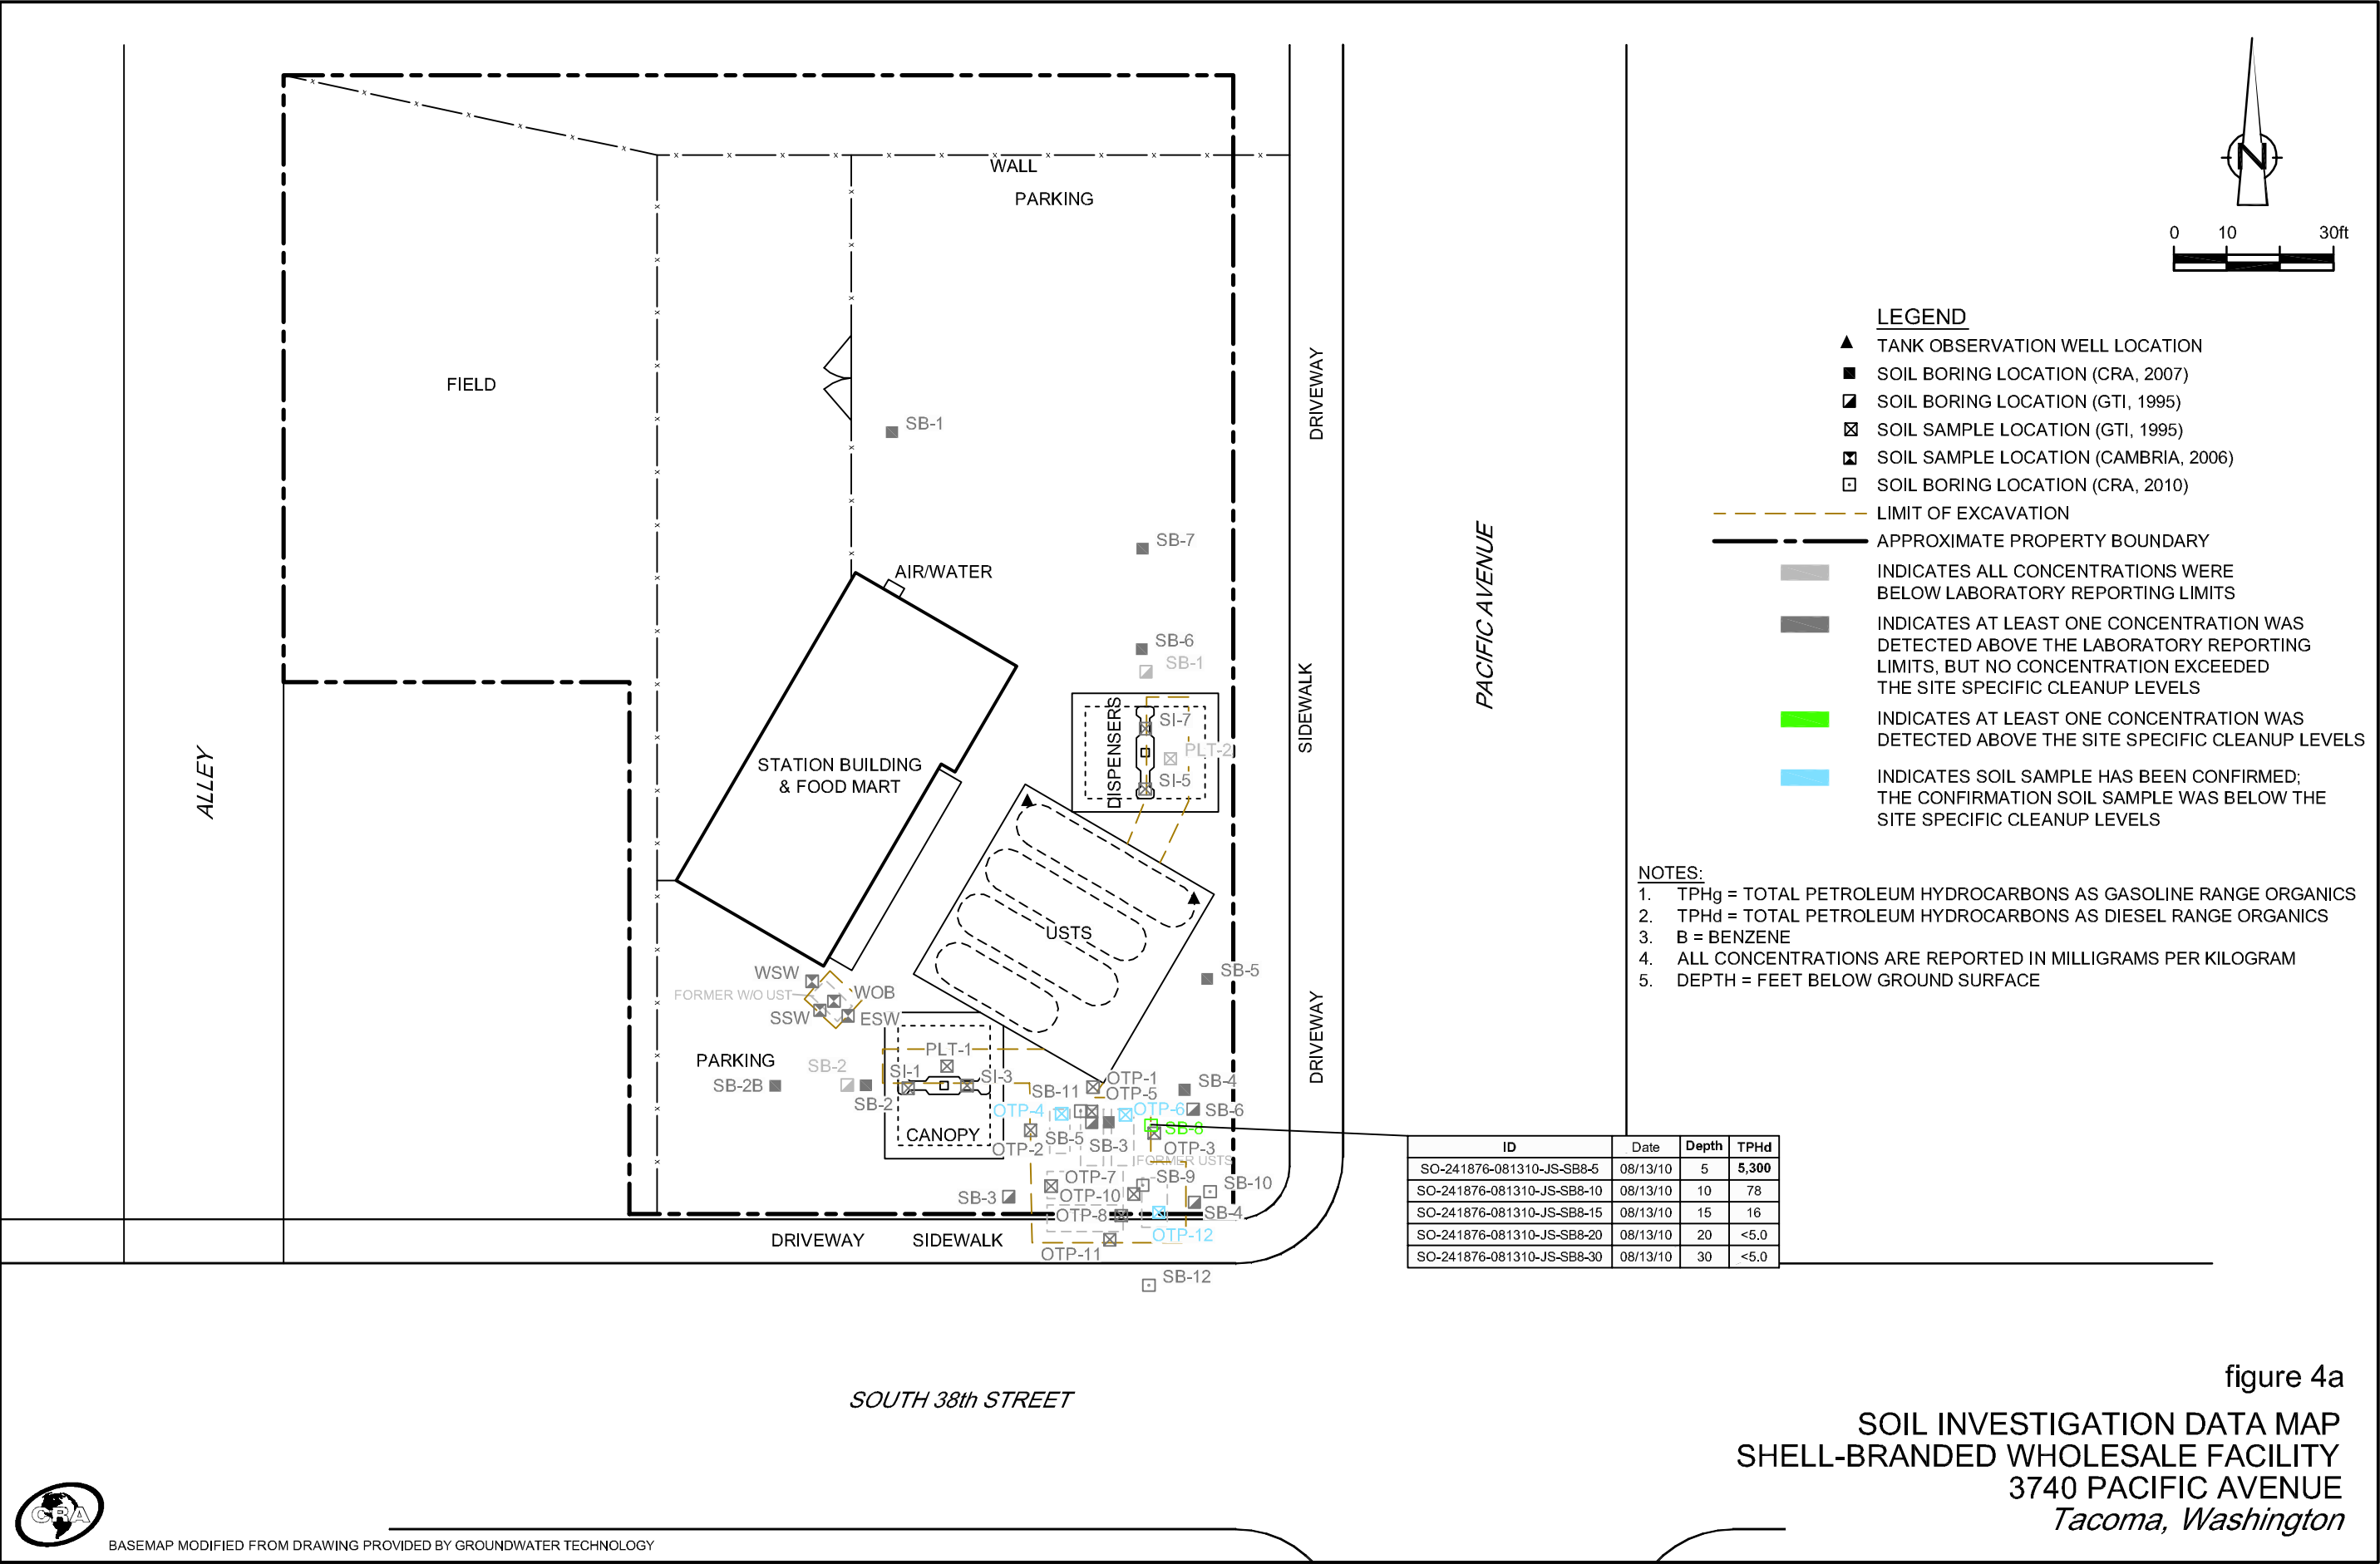 WALL
PARKING
FIELD
DRIVEWAY
SB-1
SB-7
AIR/WATER
SB-6
SB-1
PACIFIC AVENUE
SIDEWALK
ALLEY
DISPENSERS
SI-7
PLT-2
SI-5
STATION BUILDING
& FOOD MART
USTS
SB-5
WSW
FORMER W/O UST
WOB
SSW
ESW
DRIVEWAY
PARKING
SB-2
SB-2B
SB-2
PLT-1
SI-1
SI-3
CANOPY
SB-11
OTP-1
OTP-5
SB-4
OTP-4
OTP-6
SB-6
SB-8
OTP-2
SB-5
SB-3
OTP-3
FORMER USTS
OTP-7
SB-9
SB-3
OTP-10
SB-10
OTP-8
SB-4
DRIVEWAY
SIDEWALK
OTP-11
OTP-12
SB-12
SOUTH 38th STREET
N
0 10 30ft
LEGEND
TANK OBSERVATION WELL LOCATION
SOIL BORING LOCATION (CRA, 2007)
SOIL BORING LOCATION (GTI, 1995)
SOIL SAMPLE LOCATION (GTI, 1995)
SOIL SAMPLE LOCATION (CAMBRIA, 2006)
SOIL BORING LOCATION (CRA, 2010)
LIMIT OF EXCAVATION
APPROXIMATE PROPERTY BOUNDARY
INDICATES ALL CONCENTRATIONS WERE
BELOW LABORATORY REPORTING LIMITS
INDICATES AT LEAST ONE CONCENTRATION WAS
DETECTED ABOVE THE LABORATORY REPORTING
LIMITS, BUT NO CONCENTRATION EXCEEDED
THE SITE SPECIFIC CLEANUP LEVELS
INDICATES AT LEAST ONE CONCENTRATION WAS
DETECTED ABOVE THE SITE SPECIFIC CLEANUP LEVELS
INDICATES SOIL SAMPLE HAS BEEN CONFIRMED;
THE CONFIRMATION SOIL SAMPLE WAS BELOW THE
SITE SPECIFIC CLEANUP LEVELS
NOTES:
1. TPHg = TOTAL PETROLEUM HYDROCARBONS AS GASOLINE RANGE ORGANICS
2. TPHd = TOTAL PETROLEUM HYDROCARBONS AS DIESEL RANGE ORGANICS
3. B = BENZENE
4. ALL CONCENTRATIONS ARE REPORTED IN MILLIGRAMS PER KILOGRAM
5. DEPTH = FEET BELOW GROUND SURFACE
ID Date Depth TPHd
SO-241876-081310-JS-SB8-5 08/13/10 5 5,300
SO-241876-081310-JS-SB8-10 08/13/10 10 78
SO-241876-081310-JS-SB8-15 08/13/10 15 16
SO-241876-081310-JS-SB8-20 08/13/10 20 <5.0
SO-241876-081310-JS-SB8-30 08/13/10 30 <5.0
figure 4a
SOIL INVESTIGATION DATA MAP
SHELL-BRANDED WHOLESALE FACILITY
3740 PACIFIC AVENUE
Tacoma, Washington
CRA
BASEMAP MODIFIED FROM DRAWING PROVIDED BY GROUNDWATER TECHNOLOGY